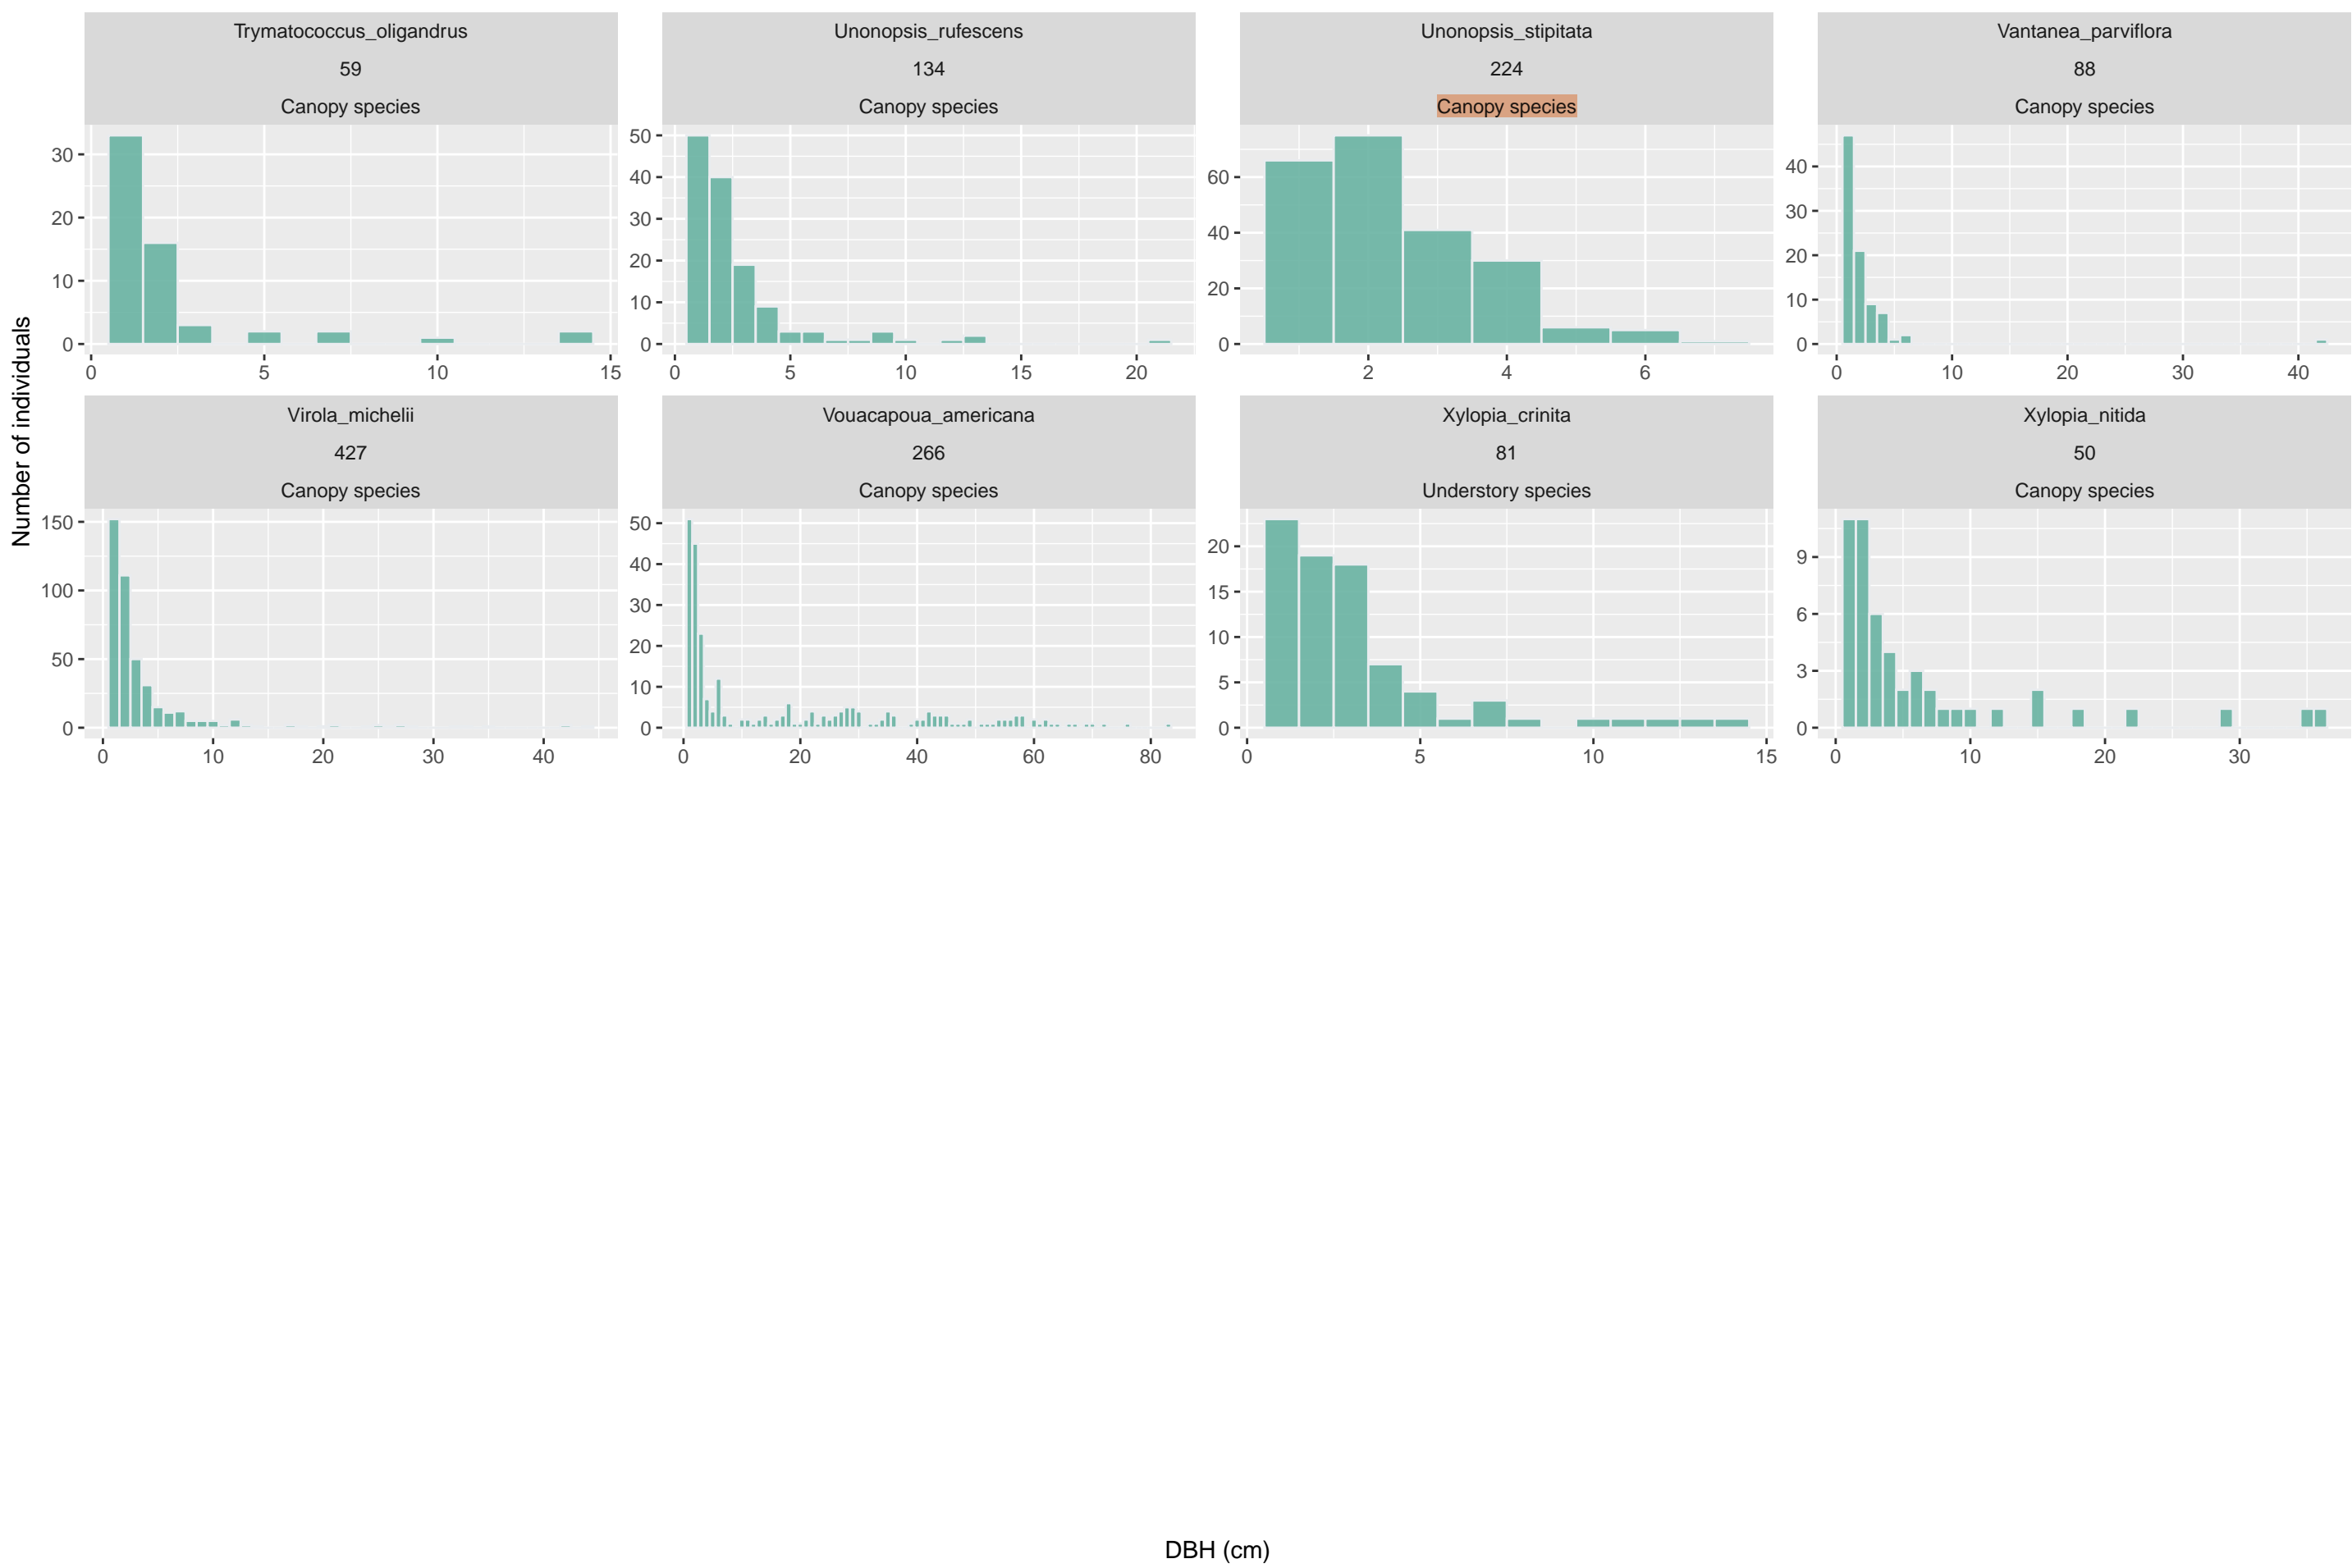 Trymatococcus_oligandrus
59
Canopy species
30
20
10
0
0 5 10 15
Unonopsis_rufescens
134
Canopy species
50
40
30
20
10
0
0 5 10 15 20
Unonopsis_stipitata
224
Canopy species
60
40
20
0
2 4 6
Vantanea_parviflora
88
Canopy species
40
30
20
10
0
0 10 20 30 40
Number of individuals
Virola_michelii
427
Canopy species
150
100
50
0
0 10 20 30 40
Vouacapoua_americana
266
Canopy species
50
40
30
20
10
0
0 20 40 60 80
Xylopia_crinita
81
Understory species
20
15
10
5
0
0 5 10 15
Xylopia_nitida
50
Canopy species
9
6
3
0
0 10 20 30
DBH (cm)